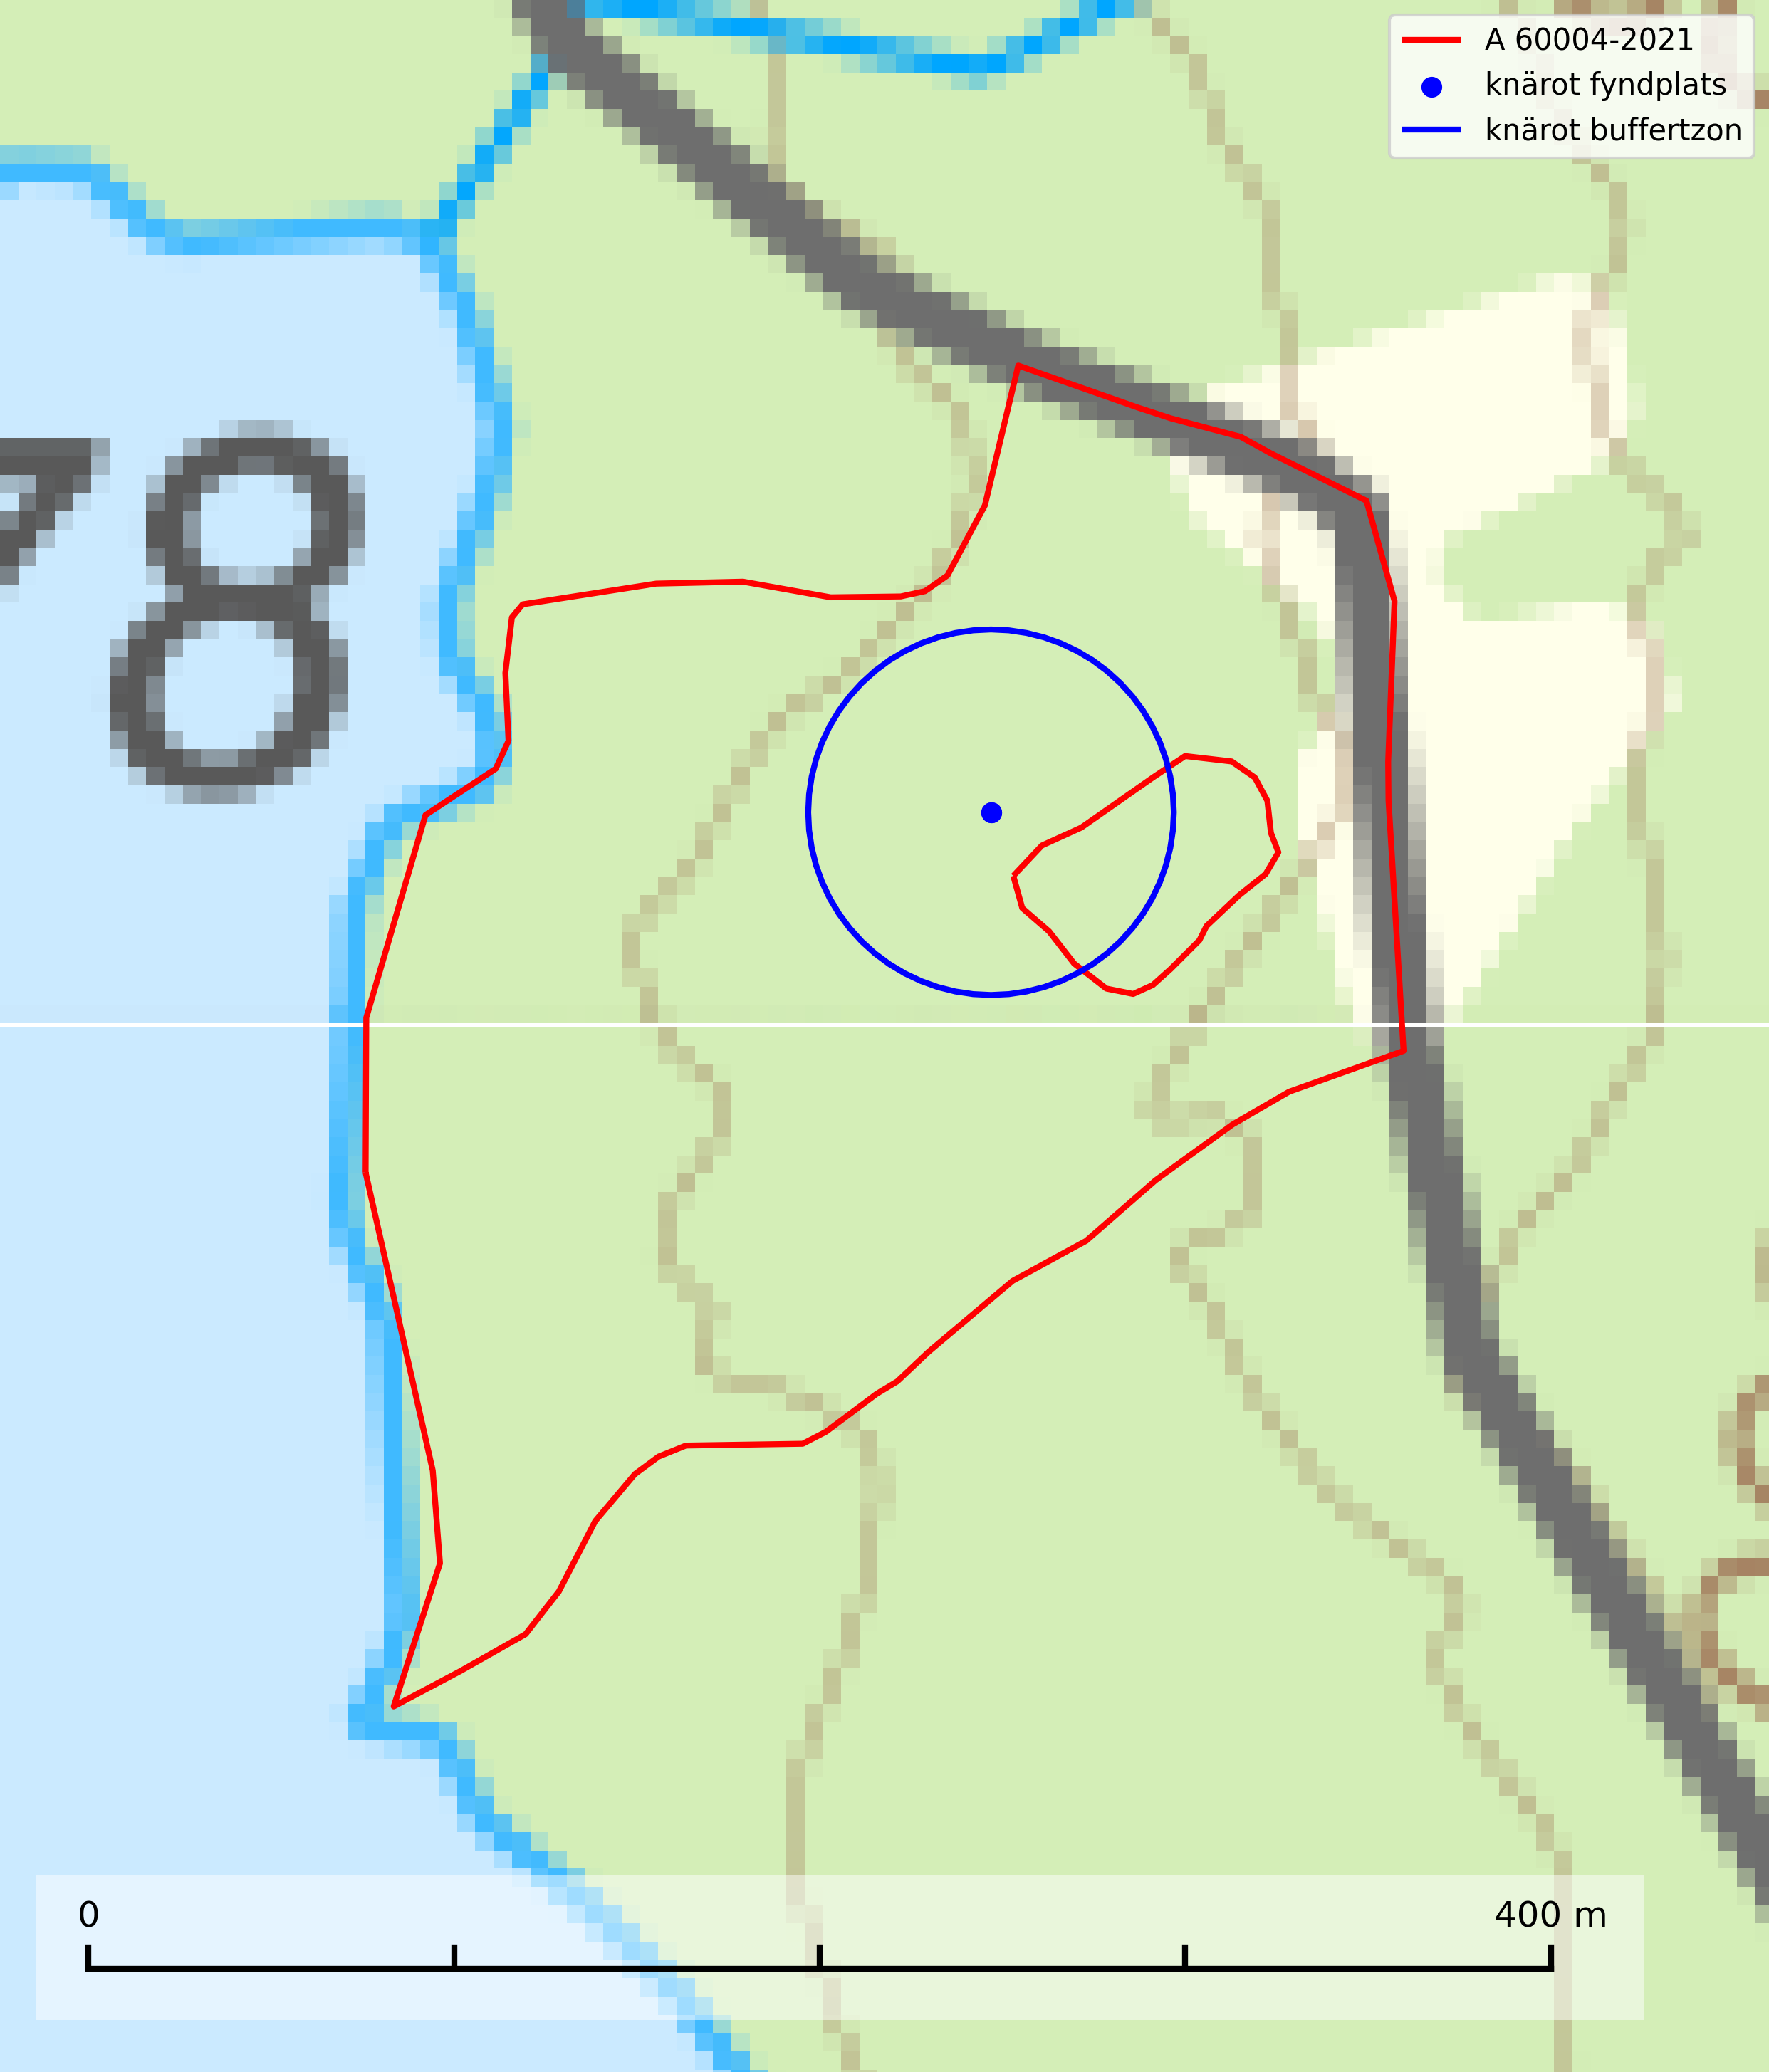 A 60004-2021
knärot fyndplats
knärot buffertzon
78
0 400 m